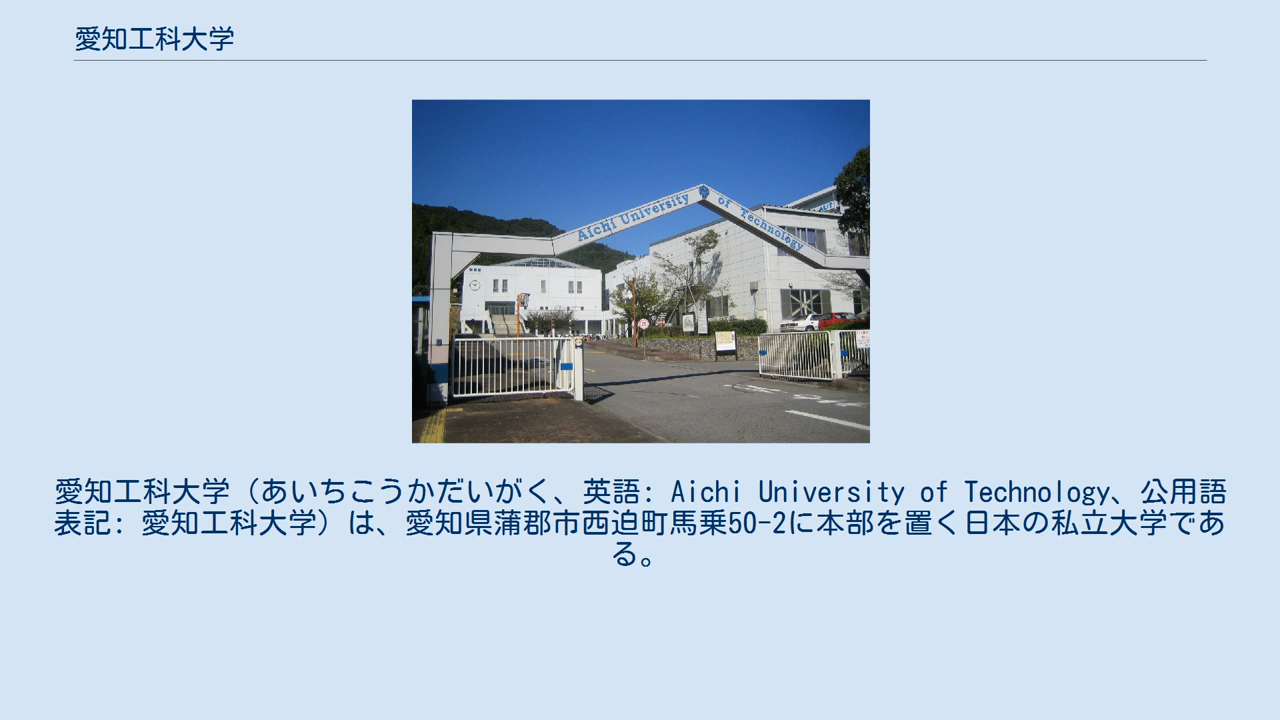 愛知工科大学
Aichi University of Technology
愛知工科大学（あいちこうかだいがく、英語: Aichi University of Technology、公用語
表記: 愛知工科大学）は、愛知県蒲郡市西迫町馬乗50-2に本部を置く日本の私立大学であ
る。